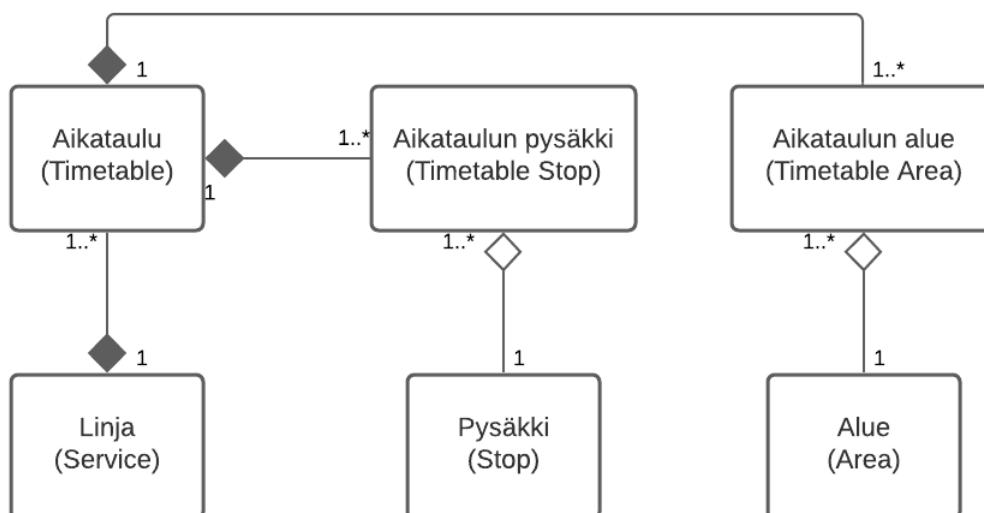 1
1..*
Aikataulu
(Timetable)
1
1..*
Aikataulun pysäkki
(Timetable Stop)
Aikataulun alue
(Timetable Area)
1..*
1..*
1..*
1
1
1
Linja
(Service)
Pysäkki
(Stop)
Alue
(Area)